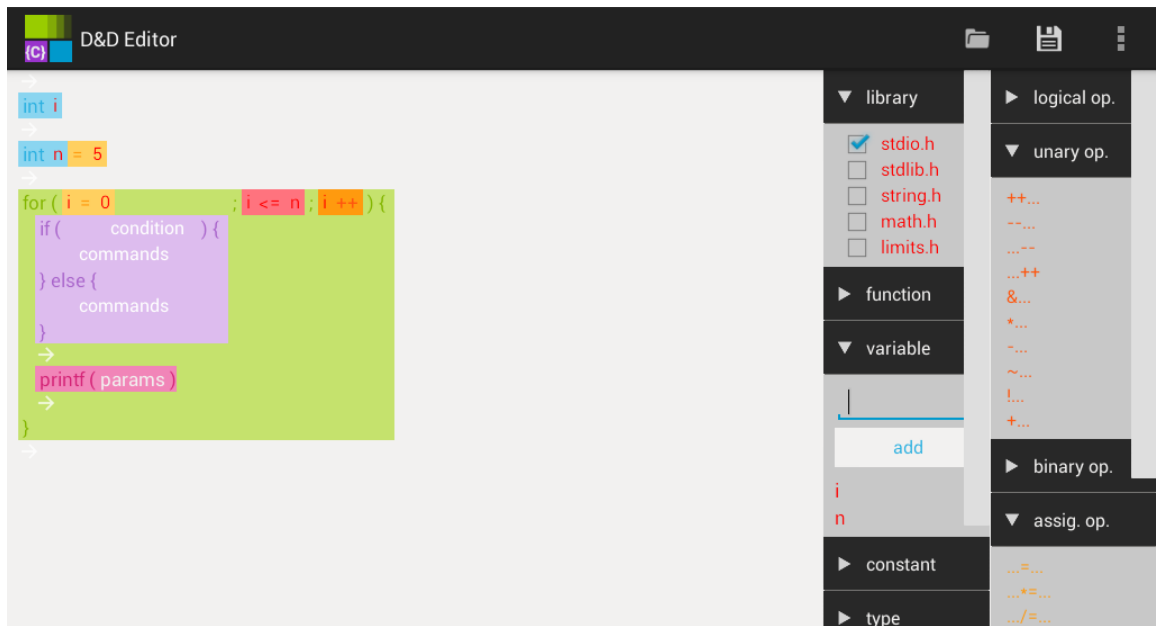 {C} D&D Editor
int i
int n = 5
for ( i = 0 ; i <= n ; i ++ ) {
if ( condition ) {
commands
} else {
commands
}
printf ( params )
}
library
stdio.h
stdlib.h
string.h
math.h
limits.h
function
variable
add
i
n
constant
type
logical op.
unary op.
++...
--...
...--
...++
&...
*...
-...
~...
!...
+...
binary op.
assig. op.
...=...
...*=...
.../=...